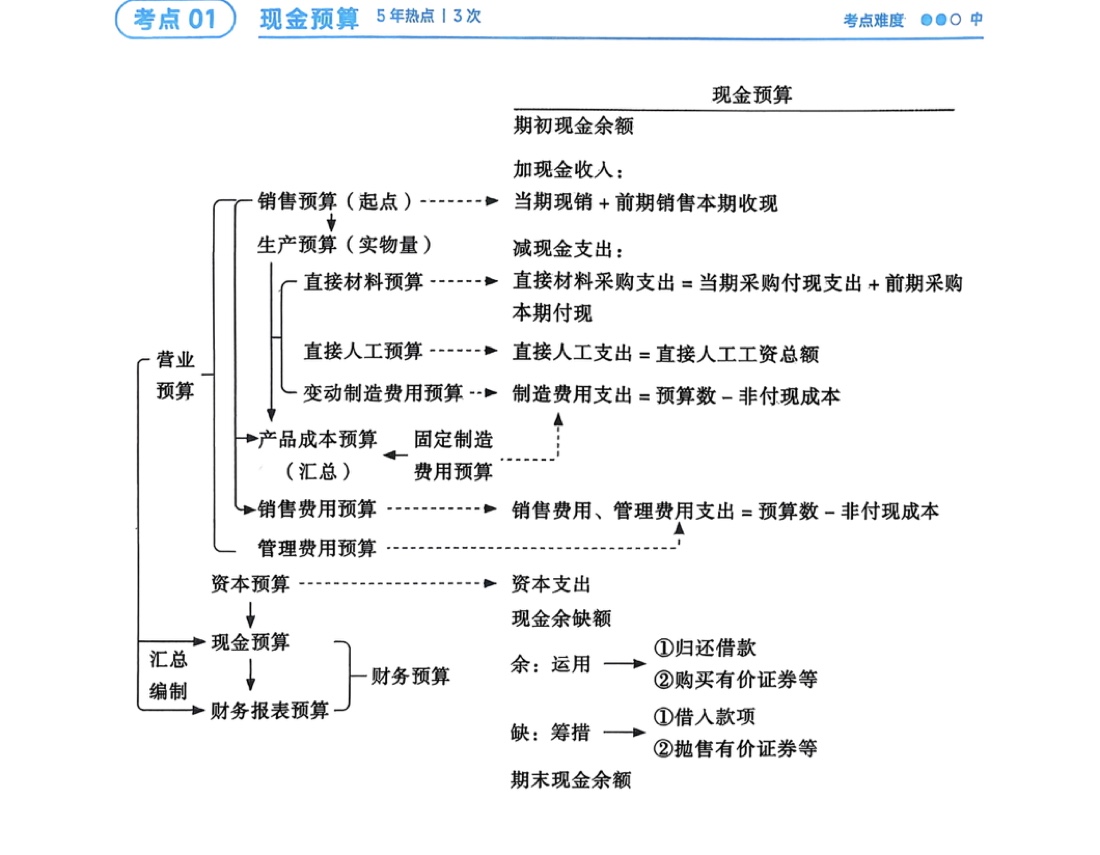 考点 01 现金预算 5年热点 | 3次 考点难度 中
现金预算
期初现金余额
加现金收入：
销售预算（起点） 当期现销 + 前期销售本期收现
生产预算（实物量） 减现金支出：
直接材料预算 直接材料采购支出 = 当期采购付现支出 + 前期采购
本期付现
直接人工预算 直接人工支出 = 直接人工工资总额
营业
预算
变动制造费用预算 制造费用支出 = 预算数 - 非付现成本
产品成本预算 固定制造
（汇总） 费用预算
销售费用预算 销售费用、管理费用支出 = 预算数 - 非付现成本
管理费用预算
资本预算 资本支出
现金余缺额
现金预算
汇总
编制
财务预算
财务报表预算
余：运用
①归还借款
②购买有价证券等
缺：筹措
①借入款项
②抛售有价证券等
期末现金余额